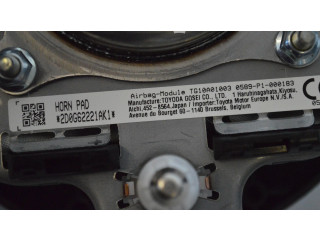 Airbag-Module TG10A01003 0589-P1-000183
Manufacture:TOYODA GOSEI CO., LTD. 1 Haruhinagahata, Kiyosu,
Aichi, 452 - 8564, Japan / Importer: Toyota Motor Europe N.V./S.A.
Avenue du Bourget 60 - 1140 Brussels, Belgium
HORN PAD
*2D0G62221AK1*